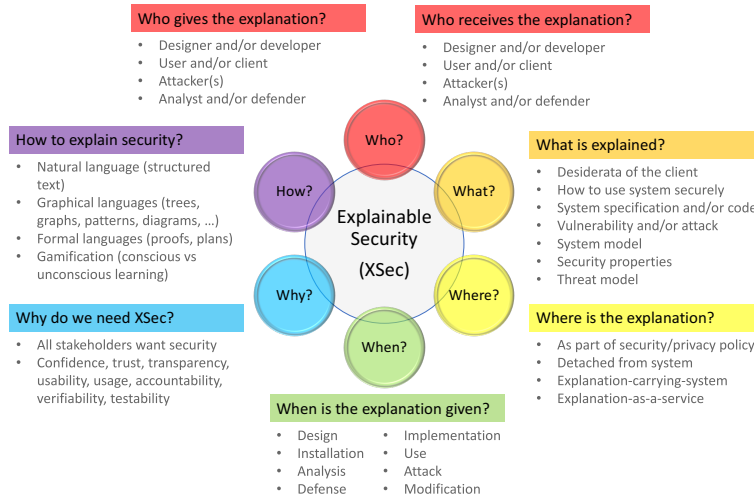 Who gives the explanation?
• Designer and/or developer
• User and/or client
• Attacker(s)
• Analyst and/or defender
Who receives the explanation?
• Designer and/or developer
• User and/or client
• Attacker(s)
• Analyst and/or defender
How to explain security?
• Natural language (structured
text)
• Graphical languages (trees,
graphs, patterns, diagrams, …)
• Formal languages (proofs, plans)
• Gamification (conscious vs
unconscious learning)
Who?
How?
What?
Explainable
Security
(XSec)
Why?
Where?
When?
What is explained?
• Desiderata of the client
• How to use system securely
• System specification and/or code
• Vulnerability and/or attack
• System model
• Security properties
• Threat model
Why do we need XSec?
• All stakeholders want security
• Confidence, trust, transparency,
usability, usage, accountability,
verifiability, testability
Where is the explanation?
• As part of security/privacy policy
• Detached from system
• Explanation-carrying-system
• Explanation-as-a-service
When is the explanation given?
• Design
• Installation
• Analysis
• Defense
• Implementation
• Use
• Attack
• Modification